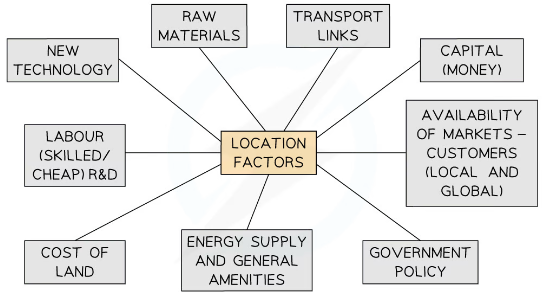 RAW
MATERIALS
TRANSPORT
LINKS
NEW
TECHNOLOGY
CAPITAL
(MONEY)
LABOUR
(SKILLED/
CHEAP) R&D
LOCATION
FACTORS
AVAILABILITY
OF MARKETS –
CUSTOMERS
(LOCAL AND
GLOBAL)
COST OF
LAND
ENERGY SUPPLY
AND GENERAL
AMENITIES
GOVERNMENT
POLICY